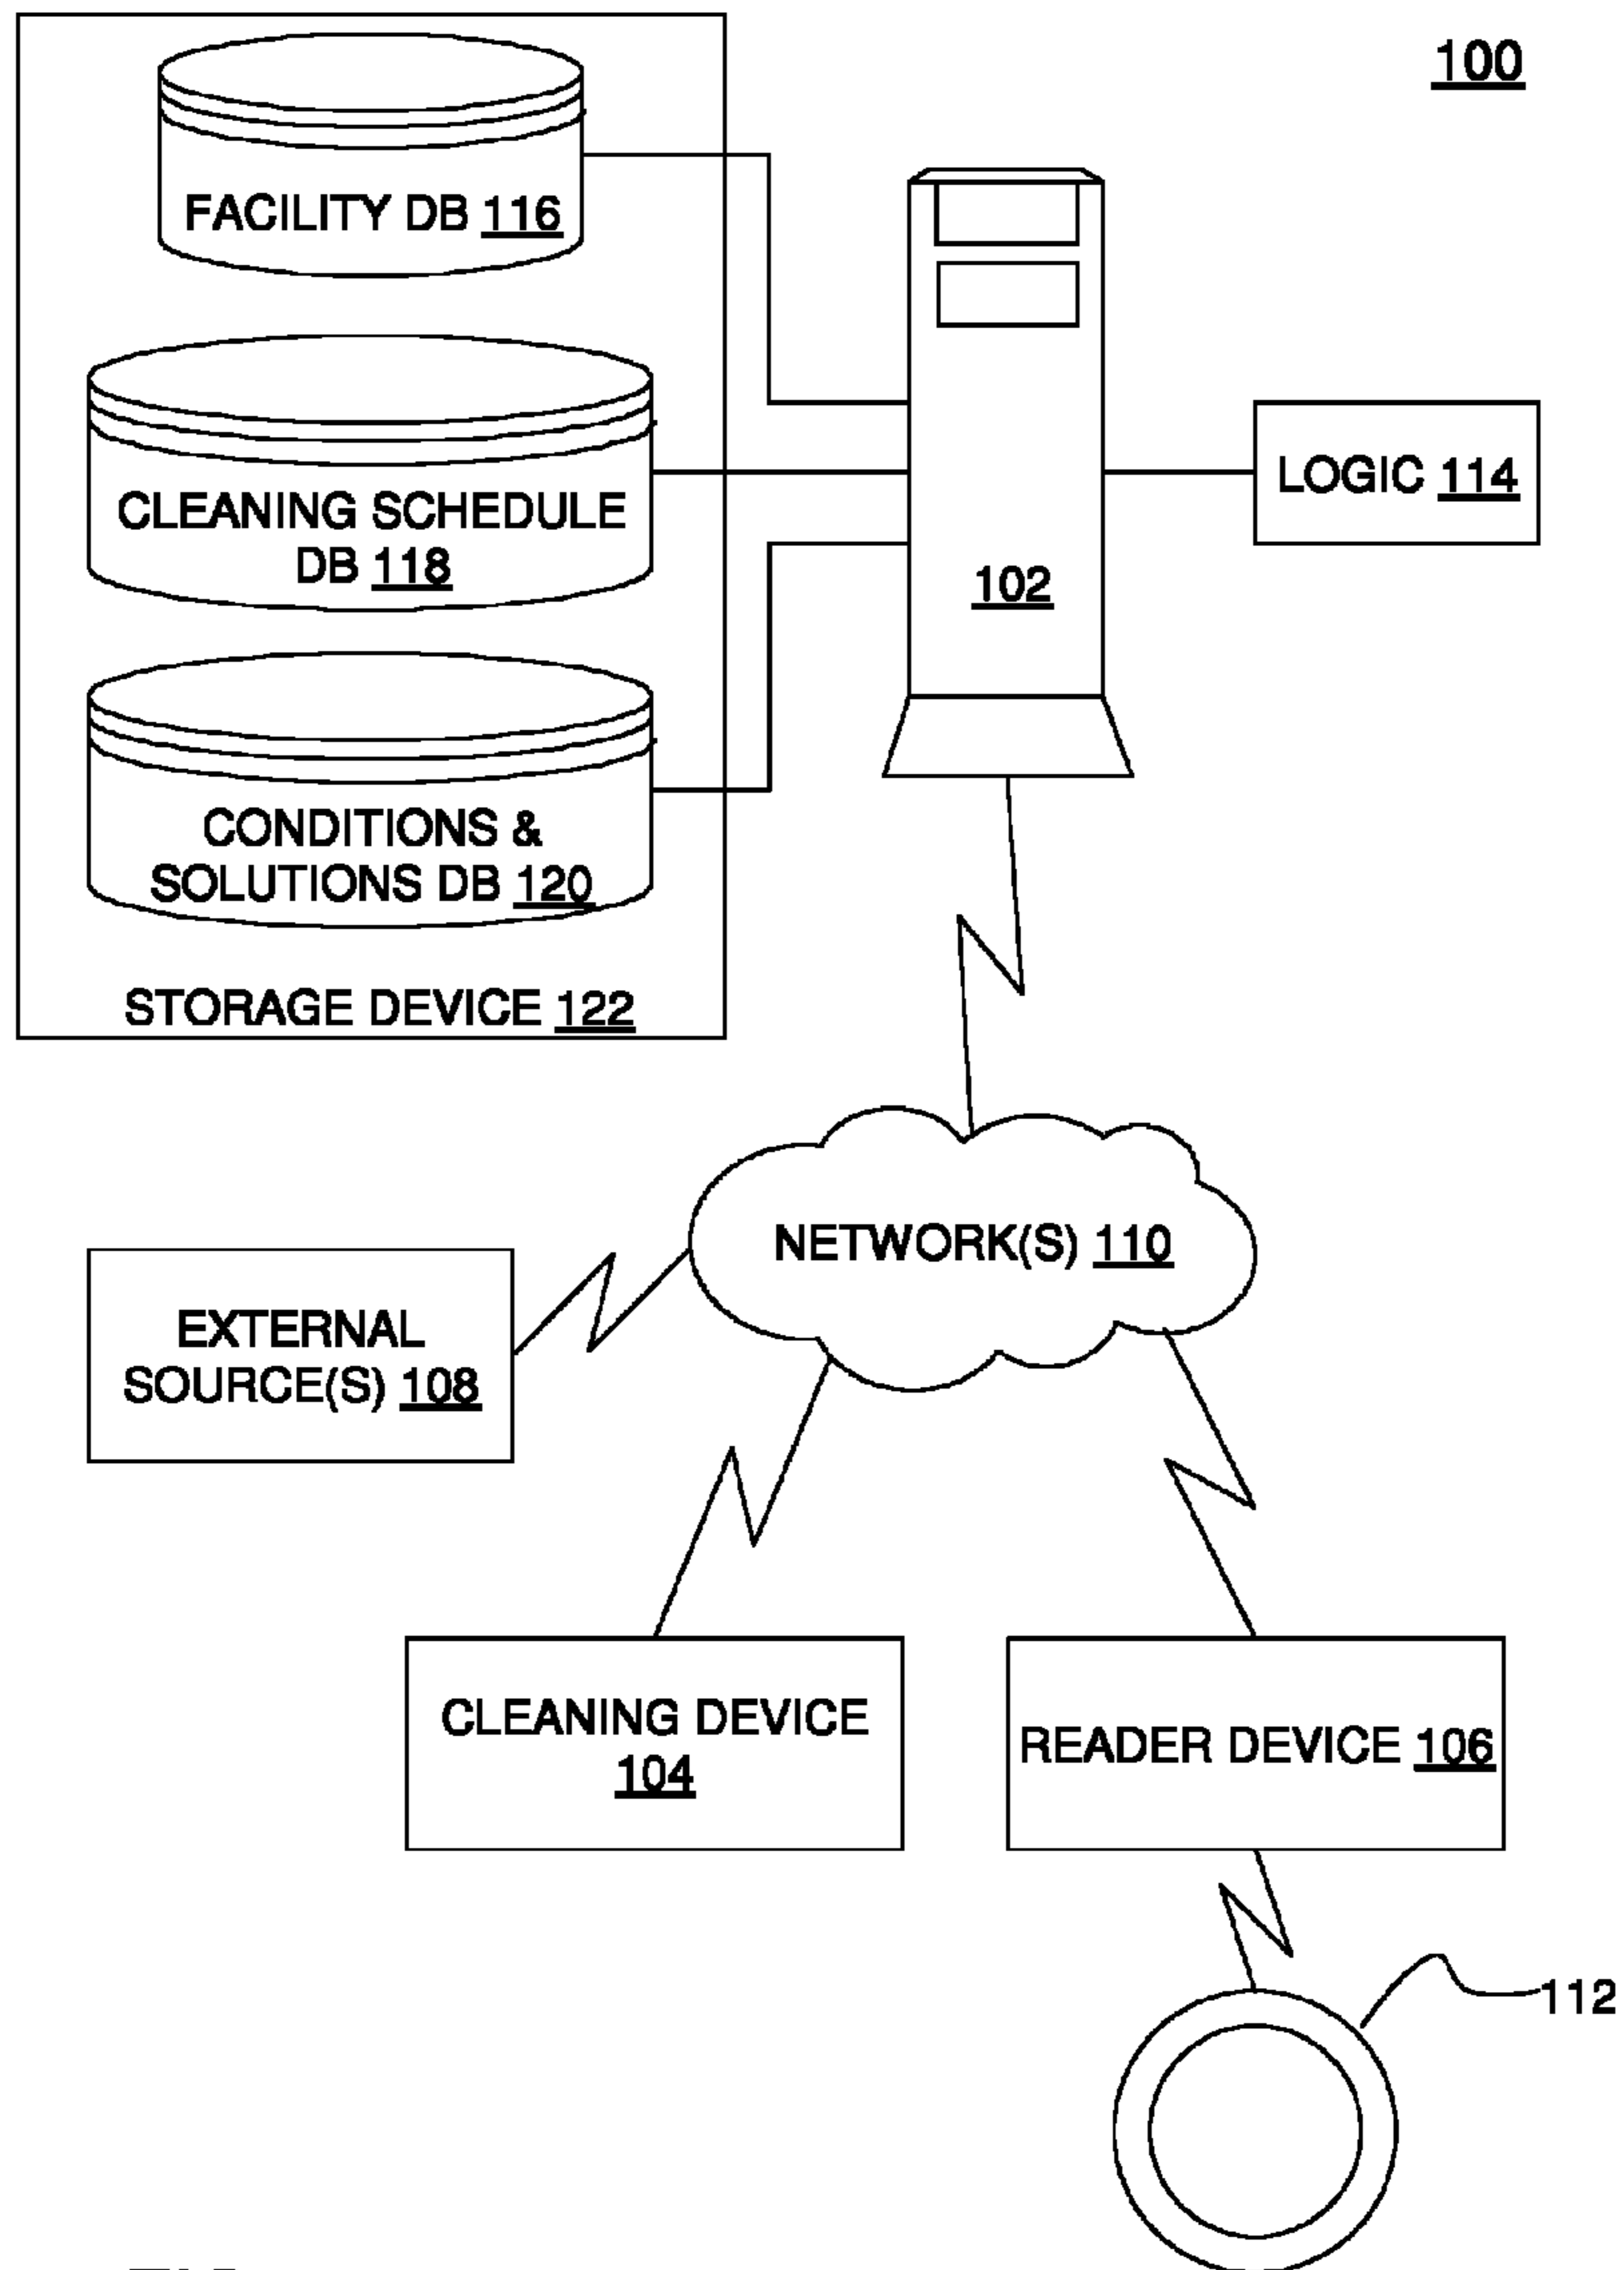 100
FACILITY DB 116
CLEANING SCHEDULE
DB 118
CONDITIONS &
SOLUTIONS DB 120
STORAGE DEVICE 122
102
LOGIC 114
NETWORK(S) 110
EXTERNAL
SOURCE(S) 108
CLEANING DEVICE
104
READER DEVICE 106
112